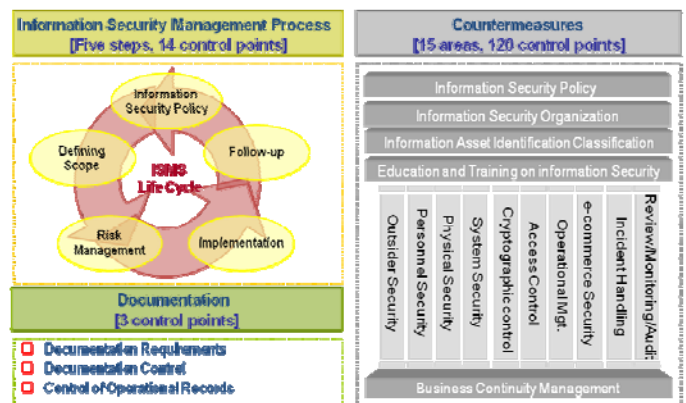 Information Security Management Process
[Five steps, 14 control points]
Information
Security Policy
Defining
Scope
Follow-up
ISMS
Life Cycle
Risk
Management
Implementation
Documentation
[3 control points]
Documentation Requirements
Documentation Control
Control of Operational Records
Countermeasures
[15 areas, 120 control points]
Information Security Policy
Information Security Organization
Information Asset Identification Classification
Education and Training on information Security
Outsider Security
Personnel Security
Physical Security
System Security
Cryptographic control
Access Control
Operational Mgt.
e-commerce Security
Incident Handling
Review/Monitoring/Audit
Business Continuity Management